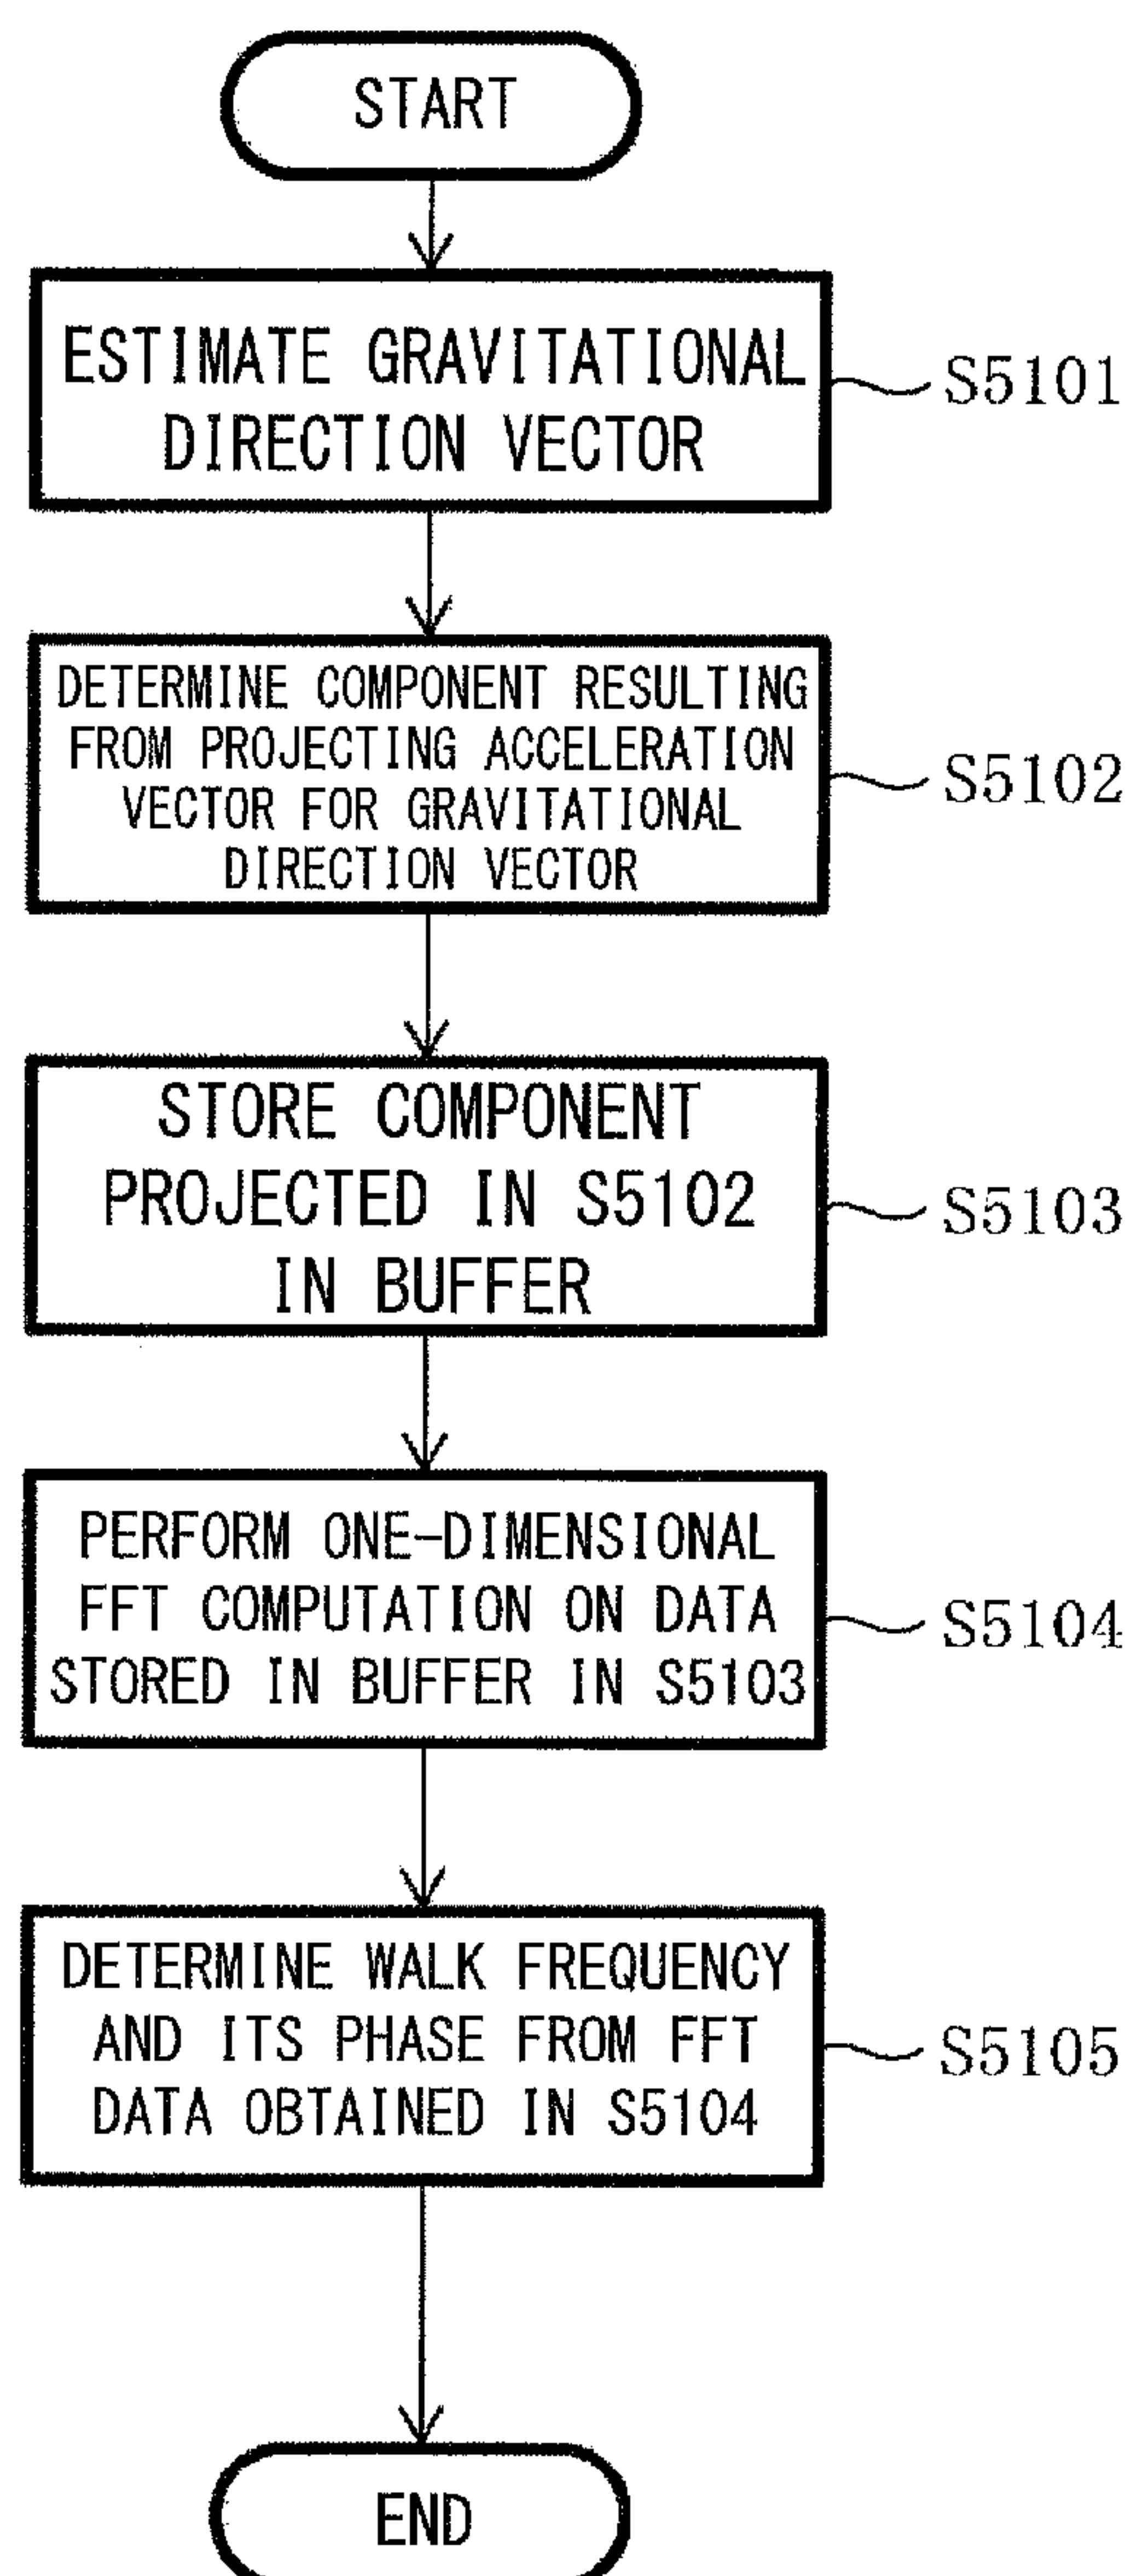 START
ESTIMATE GRAVITATIONAL
DIRECTION VECTOR
S5101
DETERMINE COMPONENT RESULTING
FROM PROJECTING ACCELERATION
VECTOR FOR GRAVITATIONAL
DIRECTION VECTOR
S5102
STORE COMPONENT
PROJECTED IN S5102
IN BUFFER
S5103
PERFORM ONE-DIMENSIONAL
FFT COMPUTATION ON DATA
STORED IN BUFFER IN S5103
S5104
DETERMINE WALK FREQUENCY
AND ITS PHASE FROM FFT
DATA OBTAINED IN S5104
S5105
END